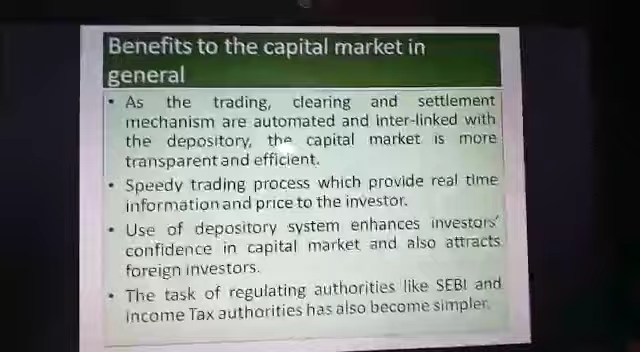 Benefits to the capital market in
general
• As the trading, clearing and settlement
mechanism are automated and inter-linked with
the depository, the capital market is more
transparent and efficient.
• Speedy trading process which provide real time
information and price to the investor.
• Use of depository system enhances investors'
confidence in capital market and also attracts
foreign investors.
• The task of regulating authorities like SEBI and
Income Tax authorities has also become simpler.